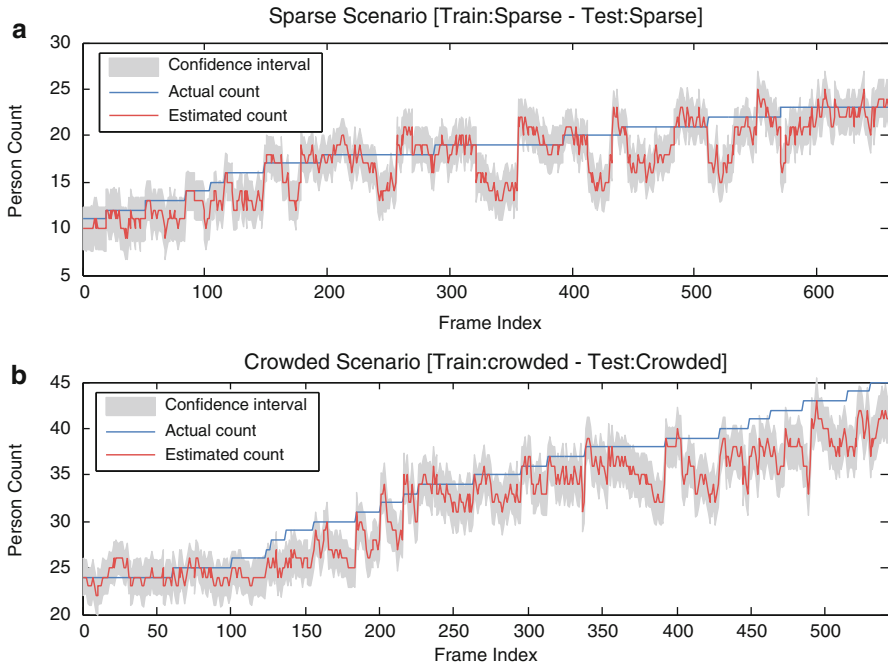 Sparse Scenario [Train:Sparse - Test:Sparse]
a
30
25
20
15
10
5
Person Count
Confidence interval
Actual count
Estimated count
0 100 200 300 400 500 600
Frame Index
Crowded Scenario [Train:crowded - Test:Crowded]
b
45
40
35
30
25
20
Person Count
Confidence interval
Actual count
Estimated count
0 50 100 150 200 250 300 350 400 450 500
Frame Index